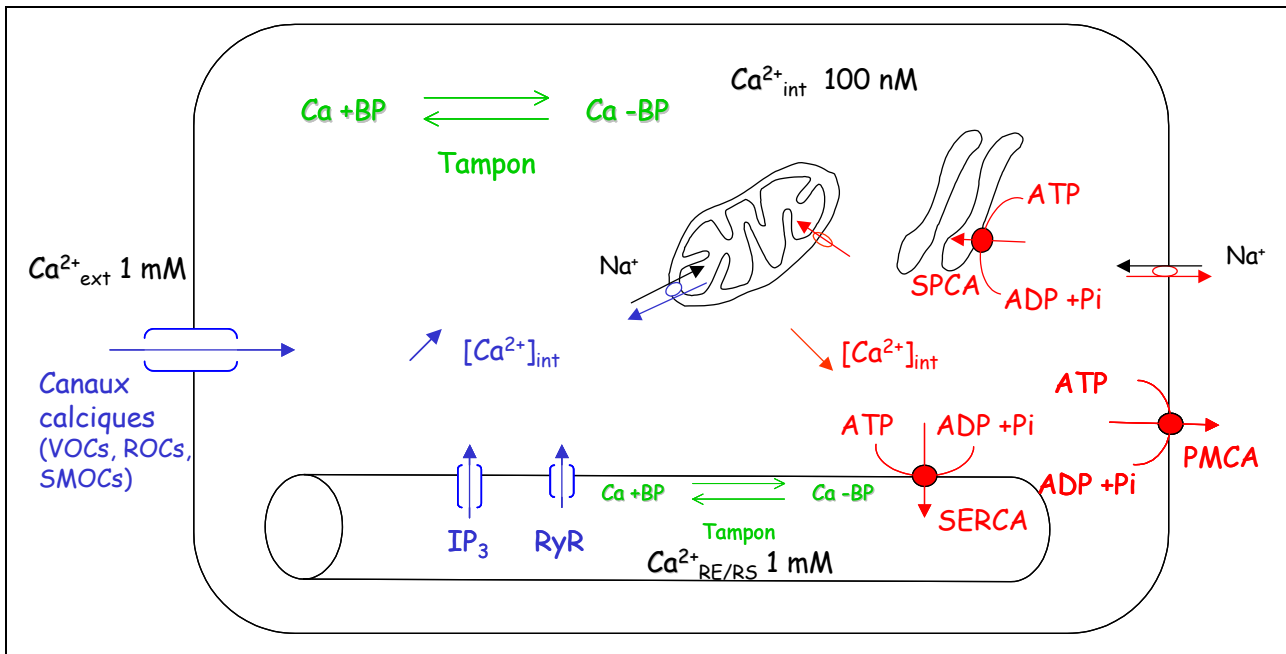 Ca²⁺int 100 nM
Ca +BP
Ca -BP
Tampon
ATP
Ca²⁺ext 1 mM
Na⁺
Na⁺
SPCA
ADP +Pi
[Ca²⁺]int
[Ca²⁺]int
Canaux
calciques
(VOCs, ROCs,
SMOCs)
ATP
ATP
ADP +Pi
PMCA
ADP +Pi
Ca +BP
Ca -BP
SERCA
Tampon
IP₃
RyR
Ca²⁺RE/RS 1 mM